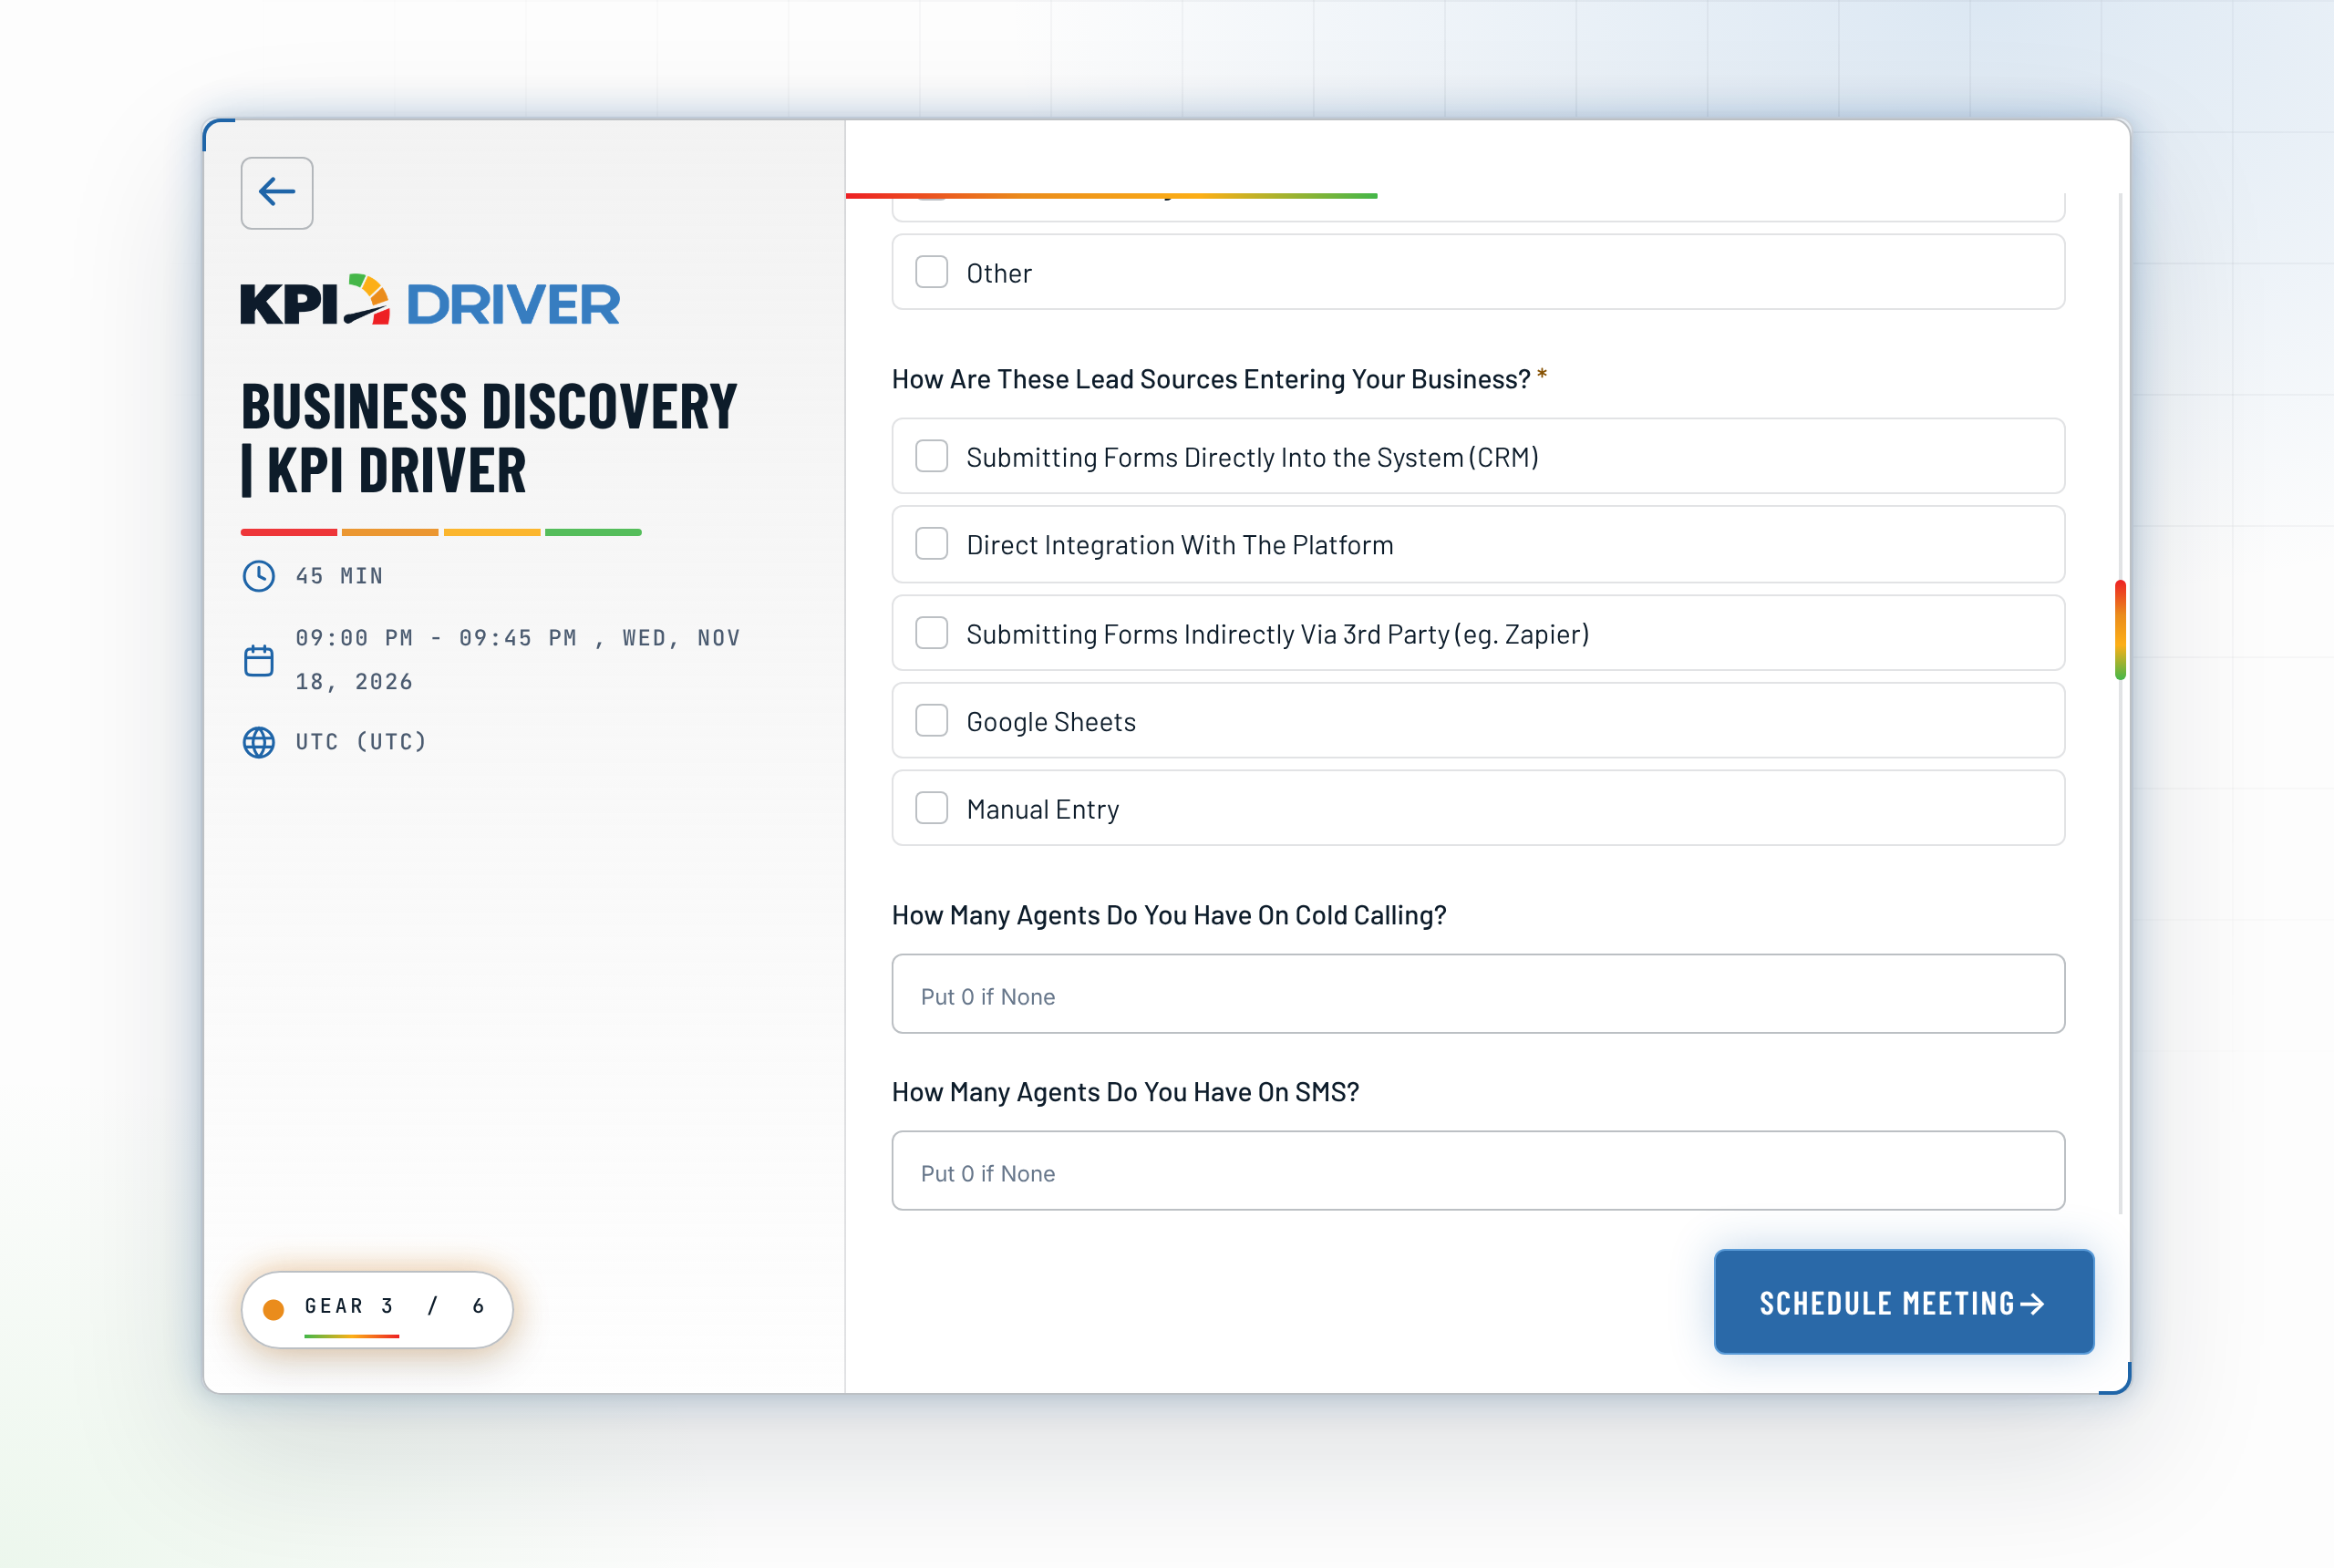 KPI DRIVER
BUSINESS DISCOVERY
| KPI DRIVER
45 MIN
09:00 PM - 09:45 PM , WED, NOV
18, 2026
UTC (UTC)
GEAR 3 / 6
Other
How Are These Lead Sources Entering Your Business? *
Submitting Forms Directly Into the System (CRM)
Direct Integration With The Platform
Submitting Forms Indirectly Via 3rd Party (eg. Zapier)
Google Sheets
Manual Entry
How Many Agents Do You Have On Cold Calling?
Put 0 if None
How Many Agents Do You Have On SMS?
Put 0 if None
SCHEDULE MEETING→